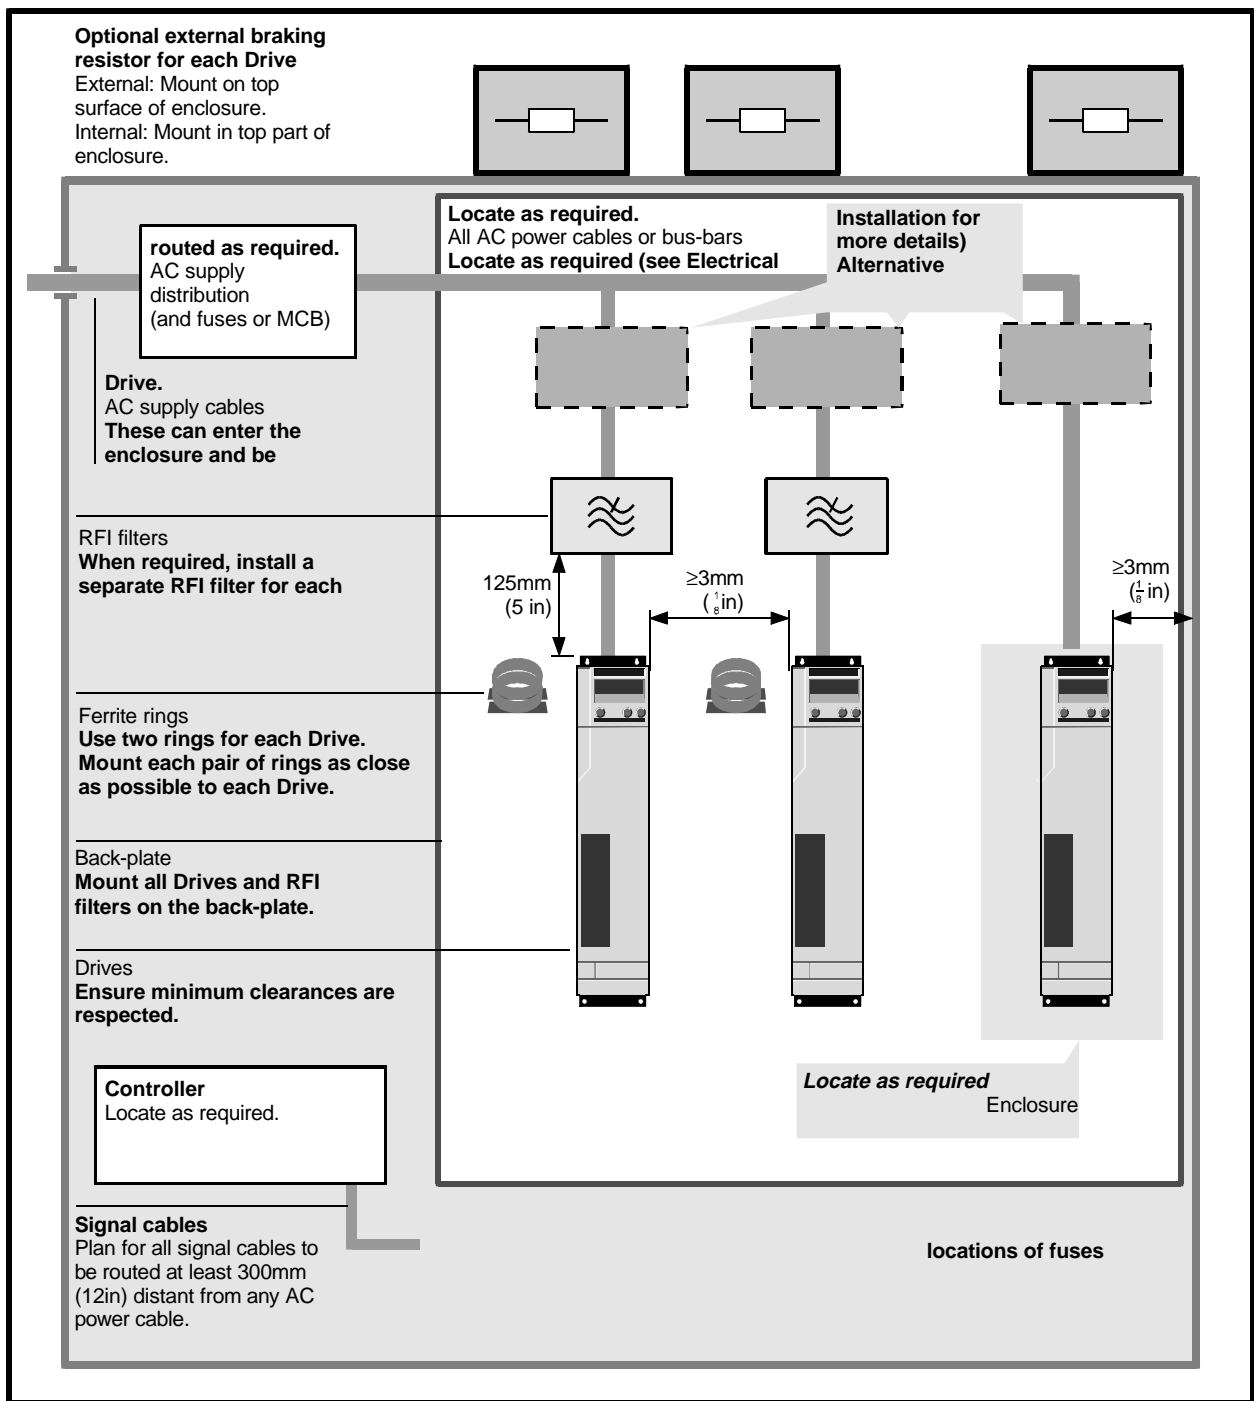 Optional external braking
resistor for each Drive
External: Mount on top
surface of enclosure.
Internal: Mount in top part of
enclosure.
routed as required.
AC supply
distribution
(and fuses or MCB)
Locate as required.
All AC power cables or bus-bars
Locate as required (see Electrical
Installation for
more details)
Alternative
Drive.
AC supply cables
These can enter the
enclosure and be
RFI filters
When required, install a
separate RFI filter for each
125mm
(5 in)
≥3mm
(1/8in)
≥3mm
(1/8in)
Ferrite rings
Use two rings for each Drive.
Mount each pair of rings as close
as possible to each Drive.
Back-plate
Mount all Drives and RFI
filters on the back-plate.
Drives
Ensure minimum clearances are
respected.
Controller
Locate as required.
Locate as required
Enclosure
Signal cables
Plan for all signal cables to
be routed at least 300mm
(12in) distant from any AC
power cable.
locations of fuses